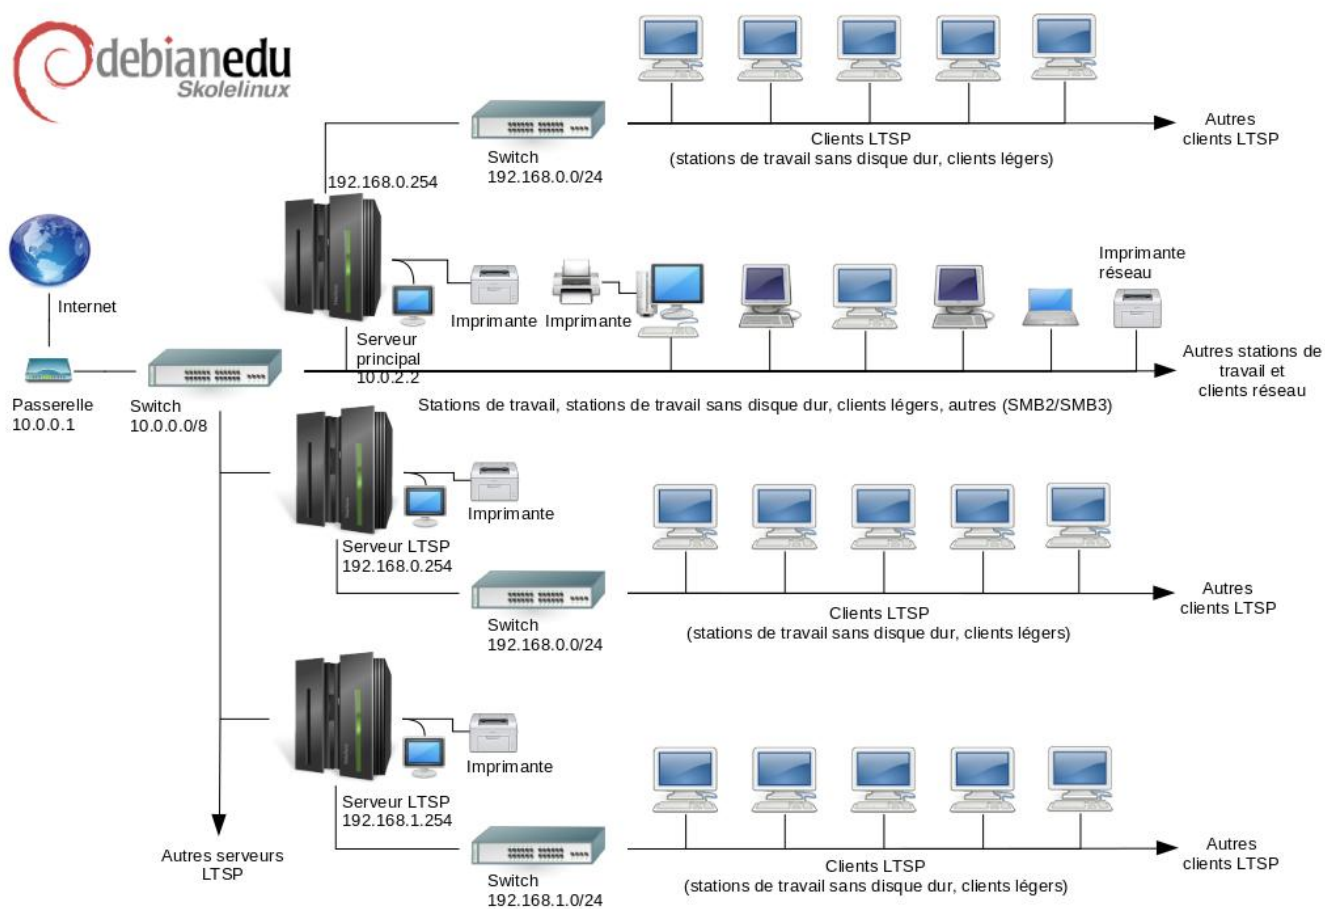 debianedu
Skolelinux
Switch
192.168.0.0/24
Clients LTSP
(stations de travail sans disque dur, clients légers)
Autres
clients LTSP
192.168.0.254
Internet
Imprimante
Imprimante
Imprimante
réseau
Serveur
principal
10.0.2.2
Passerelle
10.0.0.1
Switch
10.0.0.0/8
Autres stations de
travail et
clients réseau
Stations de travail, stations de travail sans disque dur, clients légers, autres (SMB2/SMB3)
Imprimante
Serveur LTSP
192.168.0.254
Switch
192.168.0.0/24
Clients LTSP
(stations de travail sans disque dur, clients légers)
Autres
clients LTSP
Imprimante
Serveur LTSP
192.168.1.254
Autres serveurs
LTSP
Switch
192.168.1.0/24
Clients LTSP
(stations de travail sans disque dur, clients légers)
Autres
clients LTSP